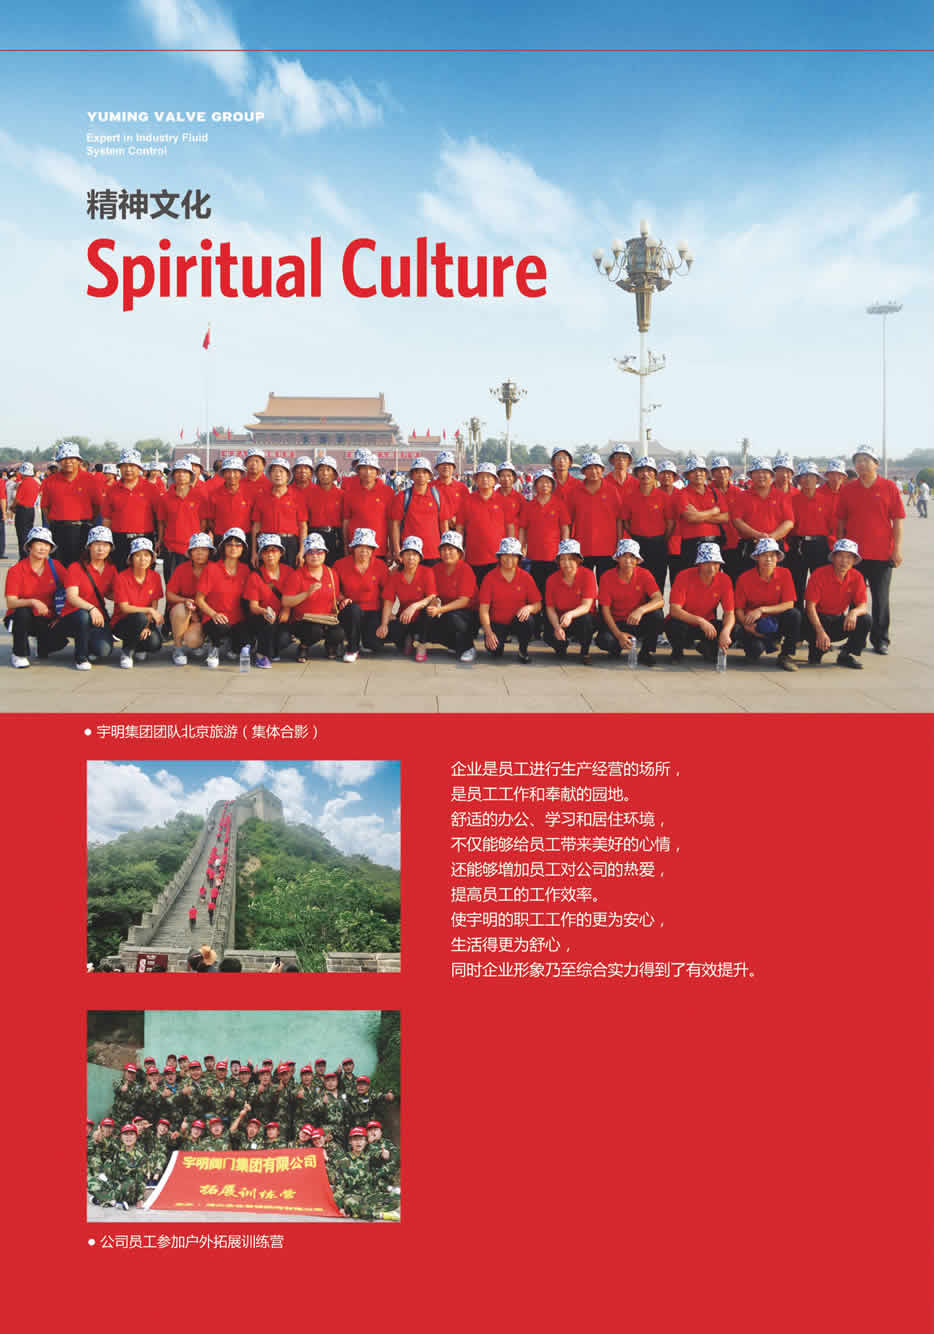 YUMING VALVE GROUP
Expert in Industry Fluid
System Control
精神文化
Spiritual Culture
● 宇明集团团队北京旅游（集体合影）
企业是员工进行生产经营的场所，
是员工工作和奉献的园地。
舒适的办公、学习和居住环境，
不仅能够给员工带来美好的心情，
还能够增加员工对公司的热爱，
提高员工的工作效率。
使宇明的职工工作的更为安心，
生活得更为舒心，
同时企业形象乃至综合实力得到了有效提升。
宇明阀门集团有限公司
拓展训练营
● 公司员工参加户外拓展训练营